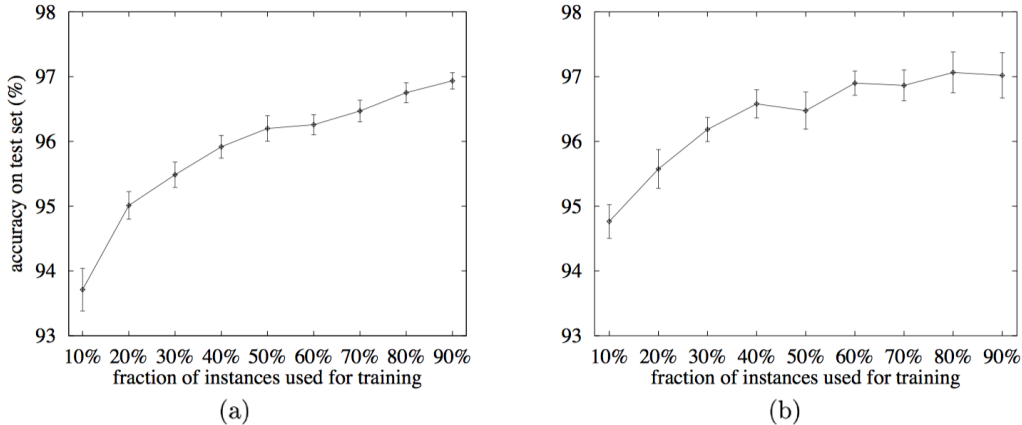 98
97
96
95
94
93
accuracy on test set (%)
10% 20% 30% 40% 50% 60% 70% 80% 90%
fraction of instances used for training
(a)
98
97
96
95
94
93
10% 20% 30% 40% 50% 60% 70% 80% 90%
fraction of instances used for training
(b)